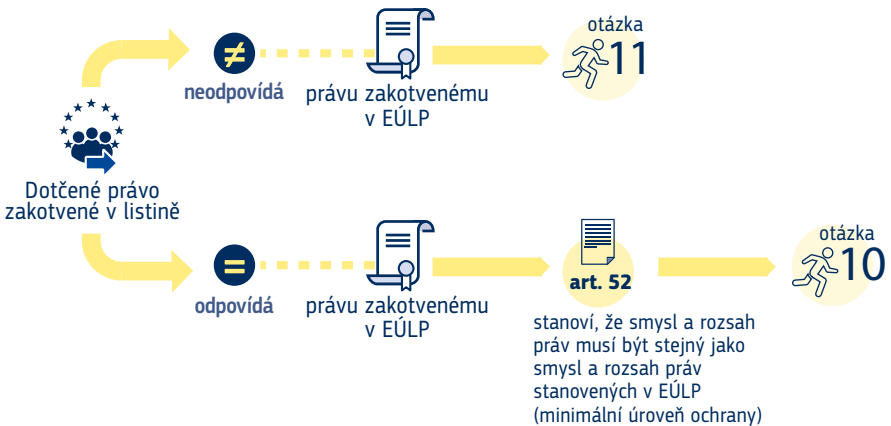 Dotčené právo
zakotvené v listině
≠
neodpovídá
právu zakotvenému
v EÚLP
otázka
11
=
odpovídá
právu zakotvenému
v EÚLP
art. 52
stanoví, že smysl a rozsah
práv musí být stejný jako
smysl a rozsah práv
stanovených v EÚLP
(minimální úroveň ochrany)
otázka
10